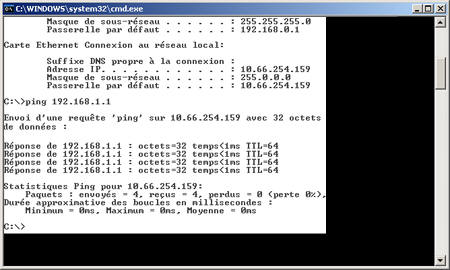 C:\WINDOWS\system32\cmd.exe
Masque de sous-réseau . . . . . . : 255.255.255.0
Passerelle par défaut . . . . . . : 192.168.0.1
Carte Ethernet Connexion au réseau local:
Suffixe DNS propre à la connexion :
Adresse IP. . . . . . . . . . . . : 10.66.254.159
Masque de sous-réseau . . . . . . : 255.0.0.0
Passerelle par défaut . . . . . . : 10.66.254.159
C:\>ping 192.168.1.1
Envoi d'une requête 'ping' sur 10.66.254.159 avec 32 octets
de données :
Réponse de 192.168.1.1 : octets=32 temps<1ms TTL=64
Réponse de 192.168.1.1 : octets=32 temps<1ms TTL=64
Réponse de 192.168.1.1 : octets=32 temps<1ms TTL=64
Réponse de 192.168.1.1 : octets=32 temps<1ms TTL=64
Statistiques Ping pour 10.66.254.159:
Paquets : envoyés = 4, reçus = 4, perdus = 0 (perte 0%),
Durée approximative des boucles en millisecondes :
Minimum = 0ms, Maximum = 0ms, Moyenne = 0ms
C:\>